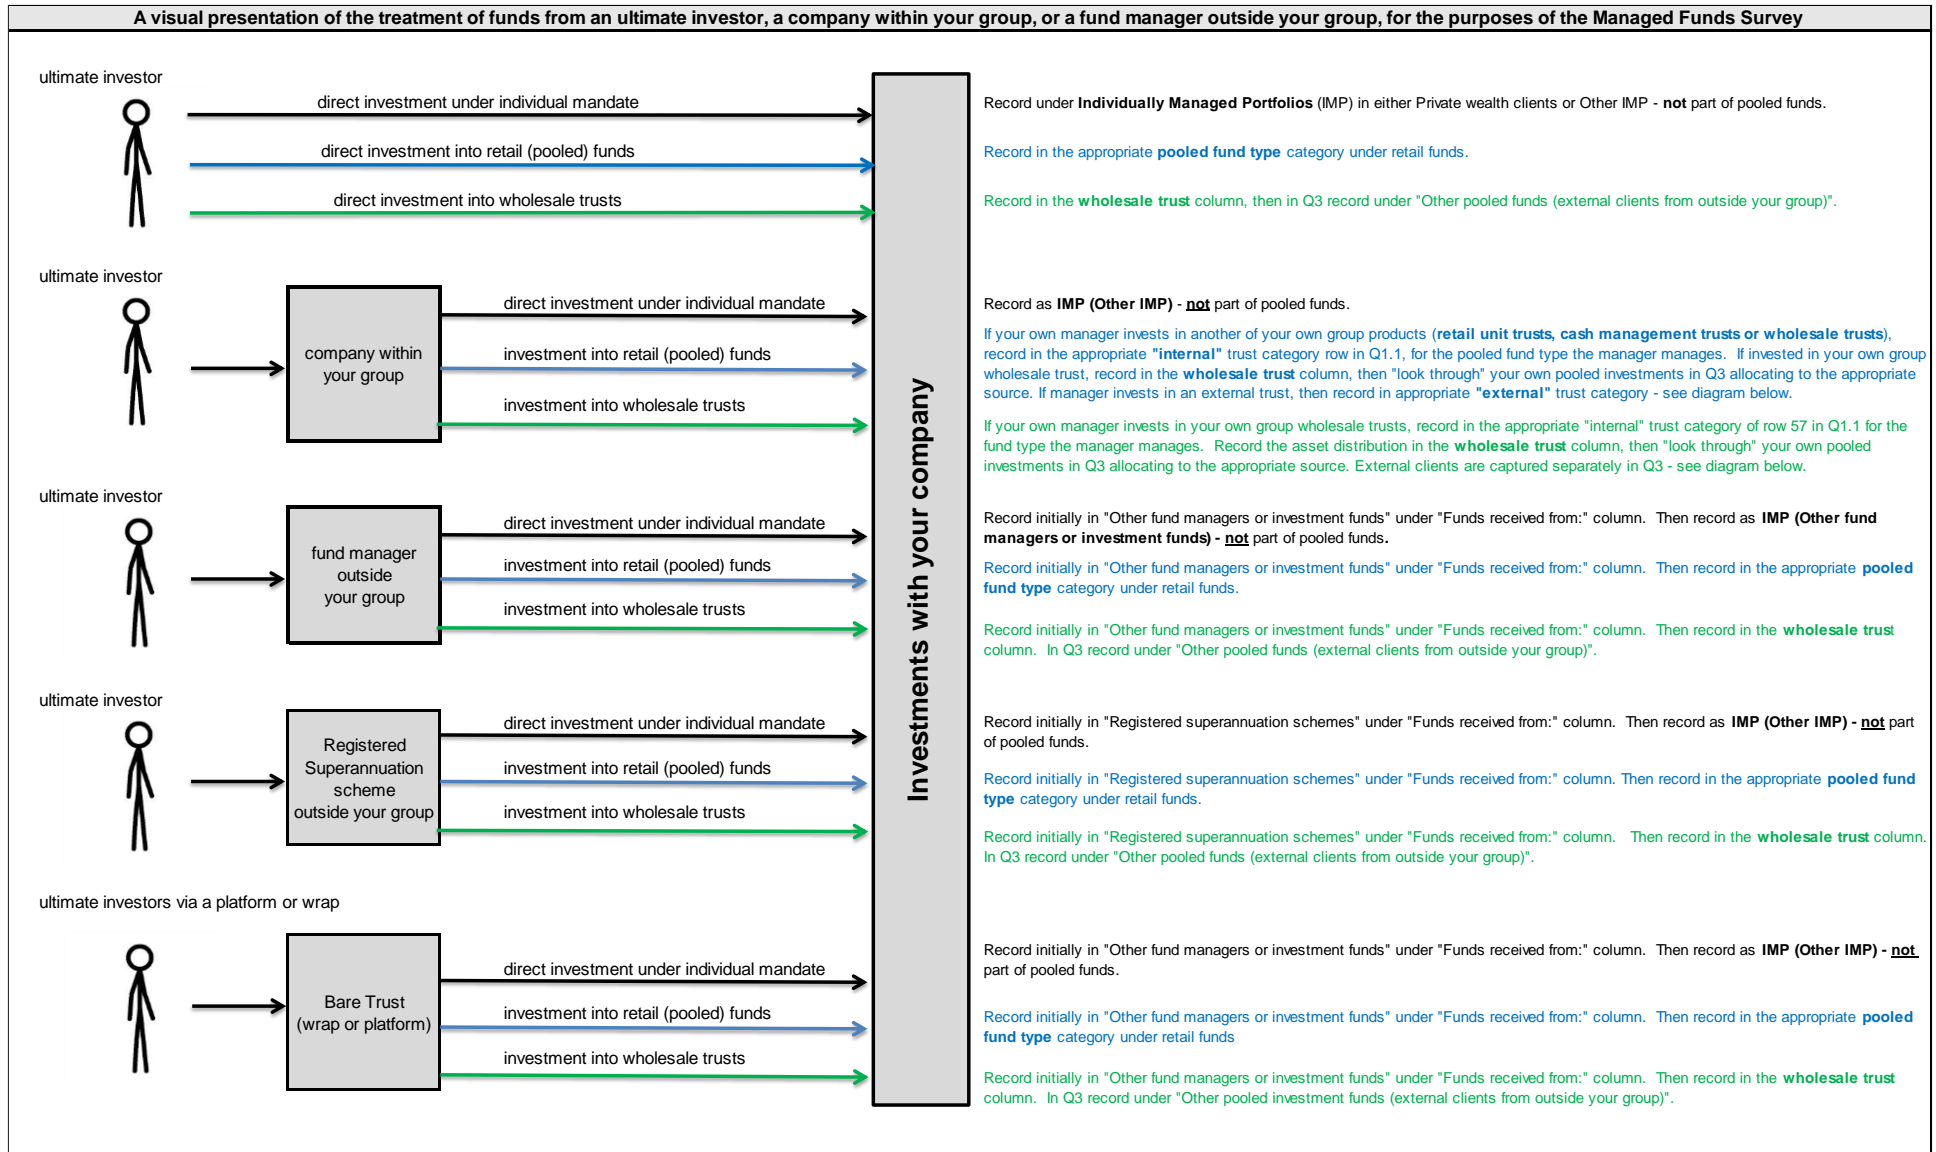 A visual presentation of the treatment of funds from an ultimate investor, a company within your group, or a fund manager outside your group, for the purposes of the Managed Funds Survey
ultimate investor
direct investment under individual mandate
Record under Individually Managed Portfolios (IMP) in either Private wealth clients or Other IMP - not part of pooled funds.
direct investment into retail (pooled) funds
Record in the appropriate pooled fund type category under retail funds.
direct investment into wholesale trusts
Record in the wholesale trust column, then in Q3 record under "Other pooled funds (external clients from outside your group)".
Investments with your company
ultimate investor
company within
your group
direct investment under individual mandate
Record as IMP (Other IMP) - not part of pooled funds.
investment into retail (pooled) funds
If your own manager invests in another of your own group products (retail unit trusts, cash management trusts or wholesale trusts),
record in the appropriate "internal" trust category row in Q1.1, for the pooled fund type the manager manages. If invested in your own group
wholesale trust, record in the wholesale trust column, then "look through" your own pooled investments in Q3 allocating to the appropriate
source. If manager invests in an external trust, then record in appropriate "external" trust category - see diagram below.
investment into wholesale trusts
If your own manager invests in your own group wholesale trusts, record in the appropriate "internal" trust category of row 57 in Q1.1 for the
fund type the manager manages. Record the asset distribution in the wholesale trust column, then "look through" your own pooled
investments in Q3 allocating to the appropriate source. External clients are captured separately in Q3 - see diagram below.
ultimate investor
fund manager
outside
your group
direct investment under individual mandate
Record initially in "Other fund managers or investment funds" under "Funds received from:" column. Then record as IMP (Other fund
managers or investment funds) - not part of pooled funds.
investment into retail (pooled) funds
Record initially in "Other fund managers or investment funds" under "Funds received from:" column. Then record in the appropriate pooled
fund type category under retail funds.
investment into wholesale trusts
Record initially in "Other fund managers or investment funds" under "Funds received from:" column. Then record in the wholesale trust
column. In Q3 record under "Other pooled funds (external clients from outside your group)".
ultimate investor
Registered
Superannuation
scheme
outside your group
direct investment under individual mandate
Record initially in "Registered superannuation schemes" under "Funds received from:" column. Then record as IMP (Other IMP) - not part
of pooled funds.
investment into retail (pooled) funds
Record initially in "Registered superannuation schemes" under "Funds received from:" column. Then record in the appropriate pooled fund
type category under retail funds.
investment into wholesale trusts
Record initially in "Registered superannuation schemes" under "Funds received from:" column. Then record in the wholesale trust column.
In Q3 record under "Other pooled funds (external clients from outside your group)".
ultimate investors via a platform or wrap
Bare Trust
(wrap or platform)
direct investment under individual mandate
Record initially in "Other fund managers or investment funds" under "Funds received from:" column. Then record as IMP (Other IMP) - not
part of pooled funds.
investment into retail (pooled) funds
Record initially in "Other fund managers or investment funds" under "Funds received from:" column. Then record in the appropriate pooled
fund type category under retail funds
investment into wholesale trusts
Record initially in "Other fund managers or investment funds" under "Funds received from:" column. Then record in the wholesale trust
column. In Q3 record under "Other pooled investment funds (external clients from outside your group)".